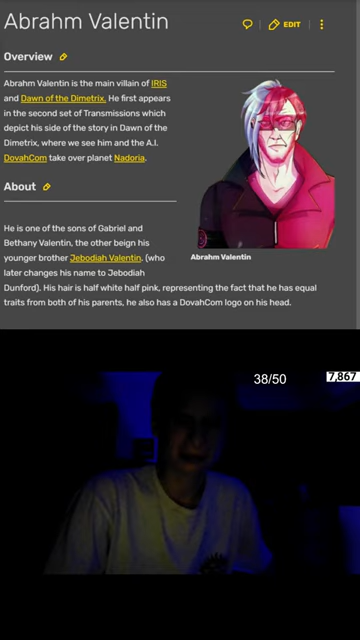 Abrahm Valentin
EDIT
Overview
Abrahm Valentin is the main villain of IRIS
and Dawn of the Dimetrix. He first appears
in the second set of Transmissions which
depict his side of the story in Dawn of the
Dimetrix, where we see him and the A.I.
DovahCom take over planet Nadoria.
About
He is one of the sons of Gabriel and
Bethany Valentin, the other beign his
younger brother Jebodiah Valentin. (who
later changes his name to Jebodiah
Dunford). His hair is half white half pink, representing the fact that he has equal
traits from both of his parents, he also has a DovahCom logo on his head.
Abrahm Valentin
38/50
7,867